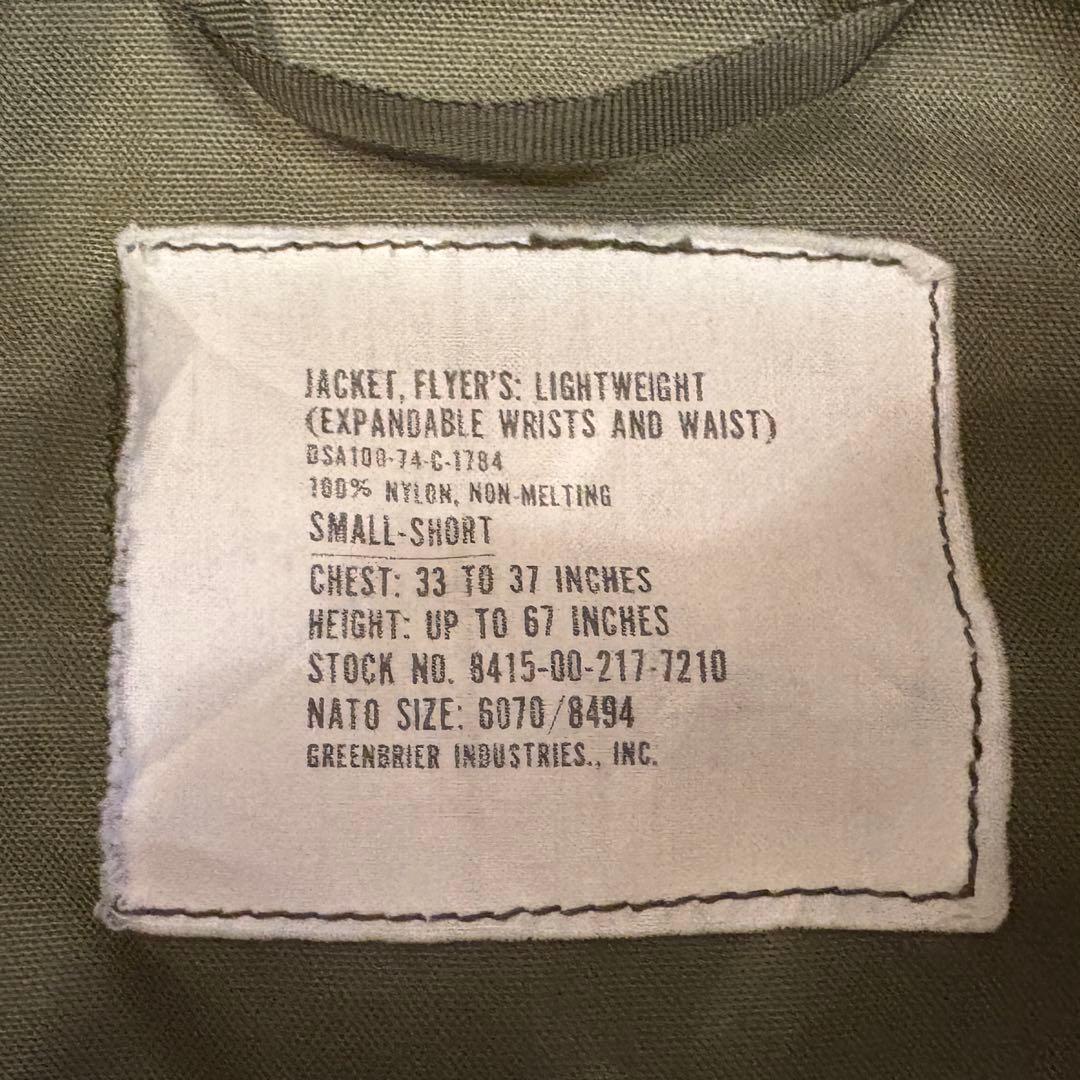 JACKET, FLYER'S: LIGHTWEIGHT
(EXPANDABLE WRISTS AND WAIST)
DSA100-74-C-1784
100% NYLON, NON-MELTING
SMALL-SHORT
CHEST: 33 TO 37 INCHES
HEIGHT: UP TO 67 INCHES
STOCK NO. 8415-00-217-7210
NATO SIZE: 6070/8494
GREENBRIER INDUSTRIES., INC.